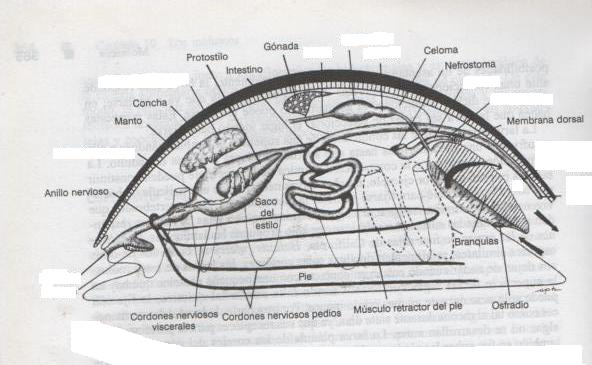 Gónada
Protostilo
Celoma
Intestino
Nefrostoma
Concha
Manto
Membrana dorsal
Anillo nervioso
Saco
del
estilo
Branquias
Pie
Osfradio
Cordones nerviosos
viscerales
Cordones nerviosos pedios
Músculo retractor del pie